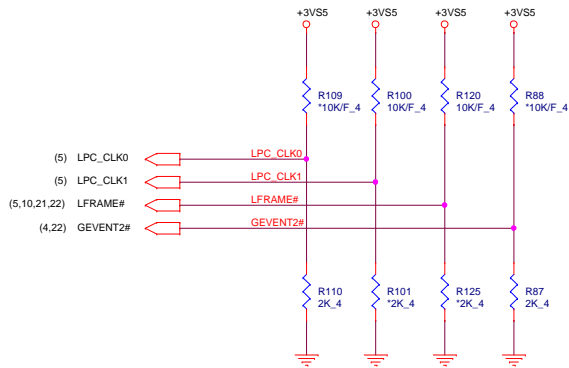 +3VS5 +3VS5 +3VS5 +3VS5
R109 R100 R120 R88
*10K/F_4 10K/F_4 10K/F_4 *10K/F_4
(5) LPC_CLK0 LPC_CLK0
(5) LPC_CLK1 LPC_CLK1
(5,10,21,22) LFRAME# LFRAME#
(4,22) GEVENT2# GEVENT2#
R110 R101 R125 R87
2K_4 *2K_4 *2K_4 2K_4